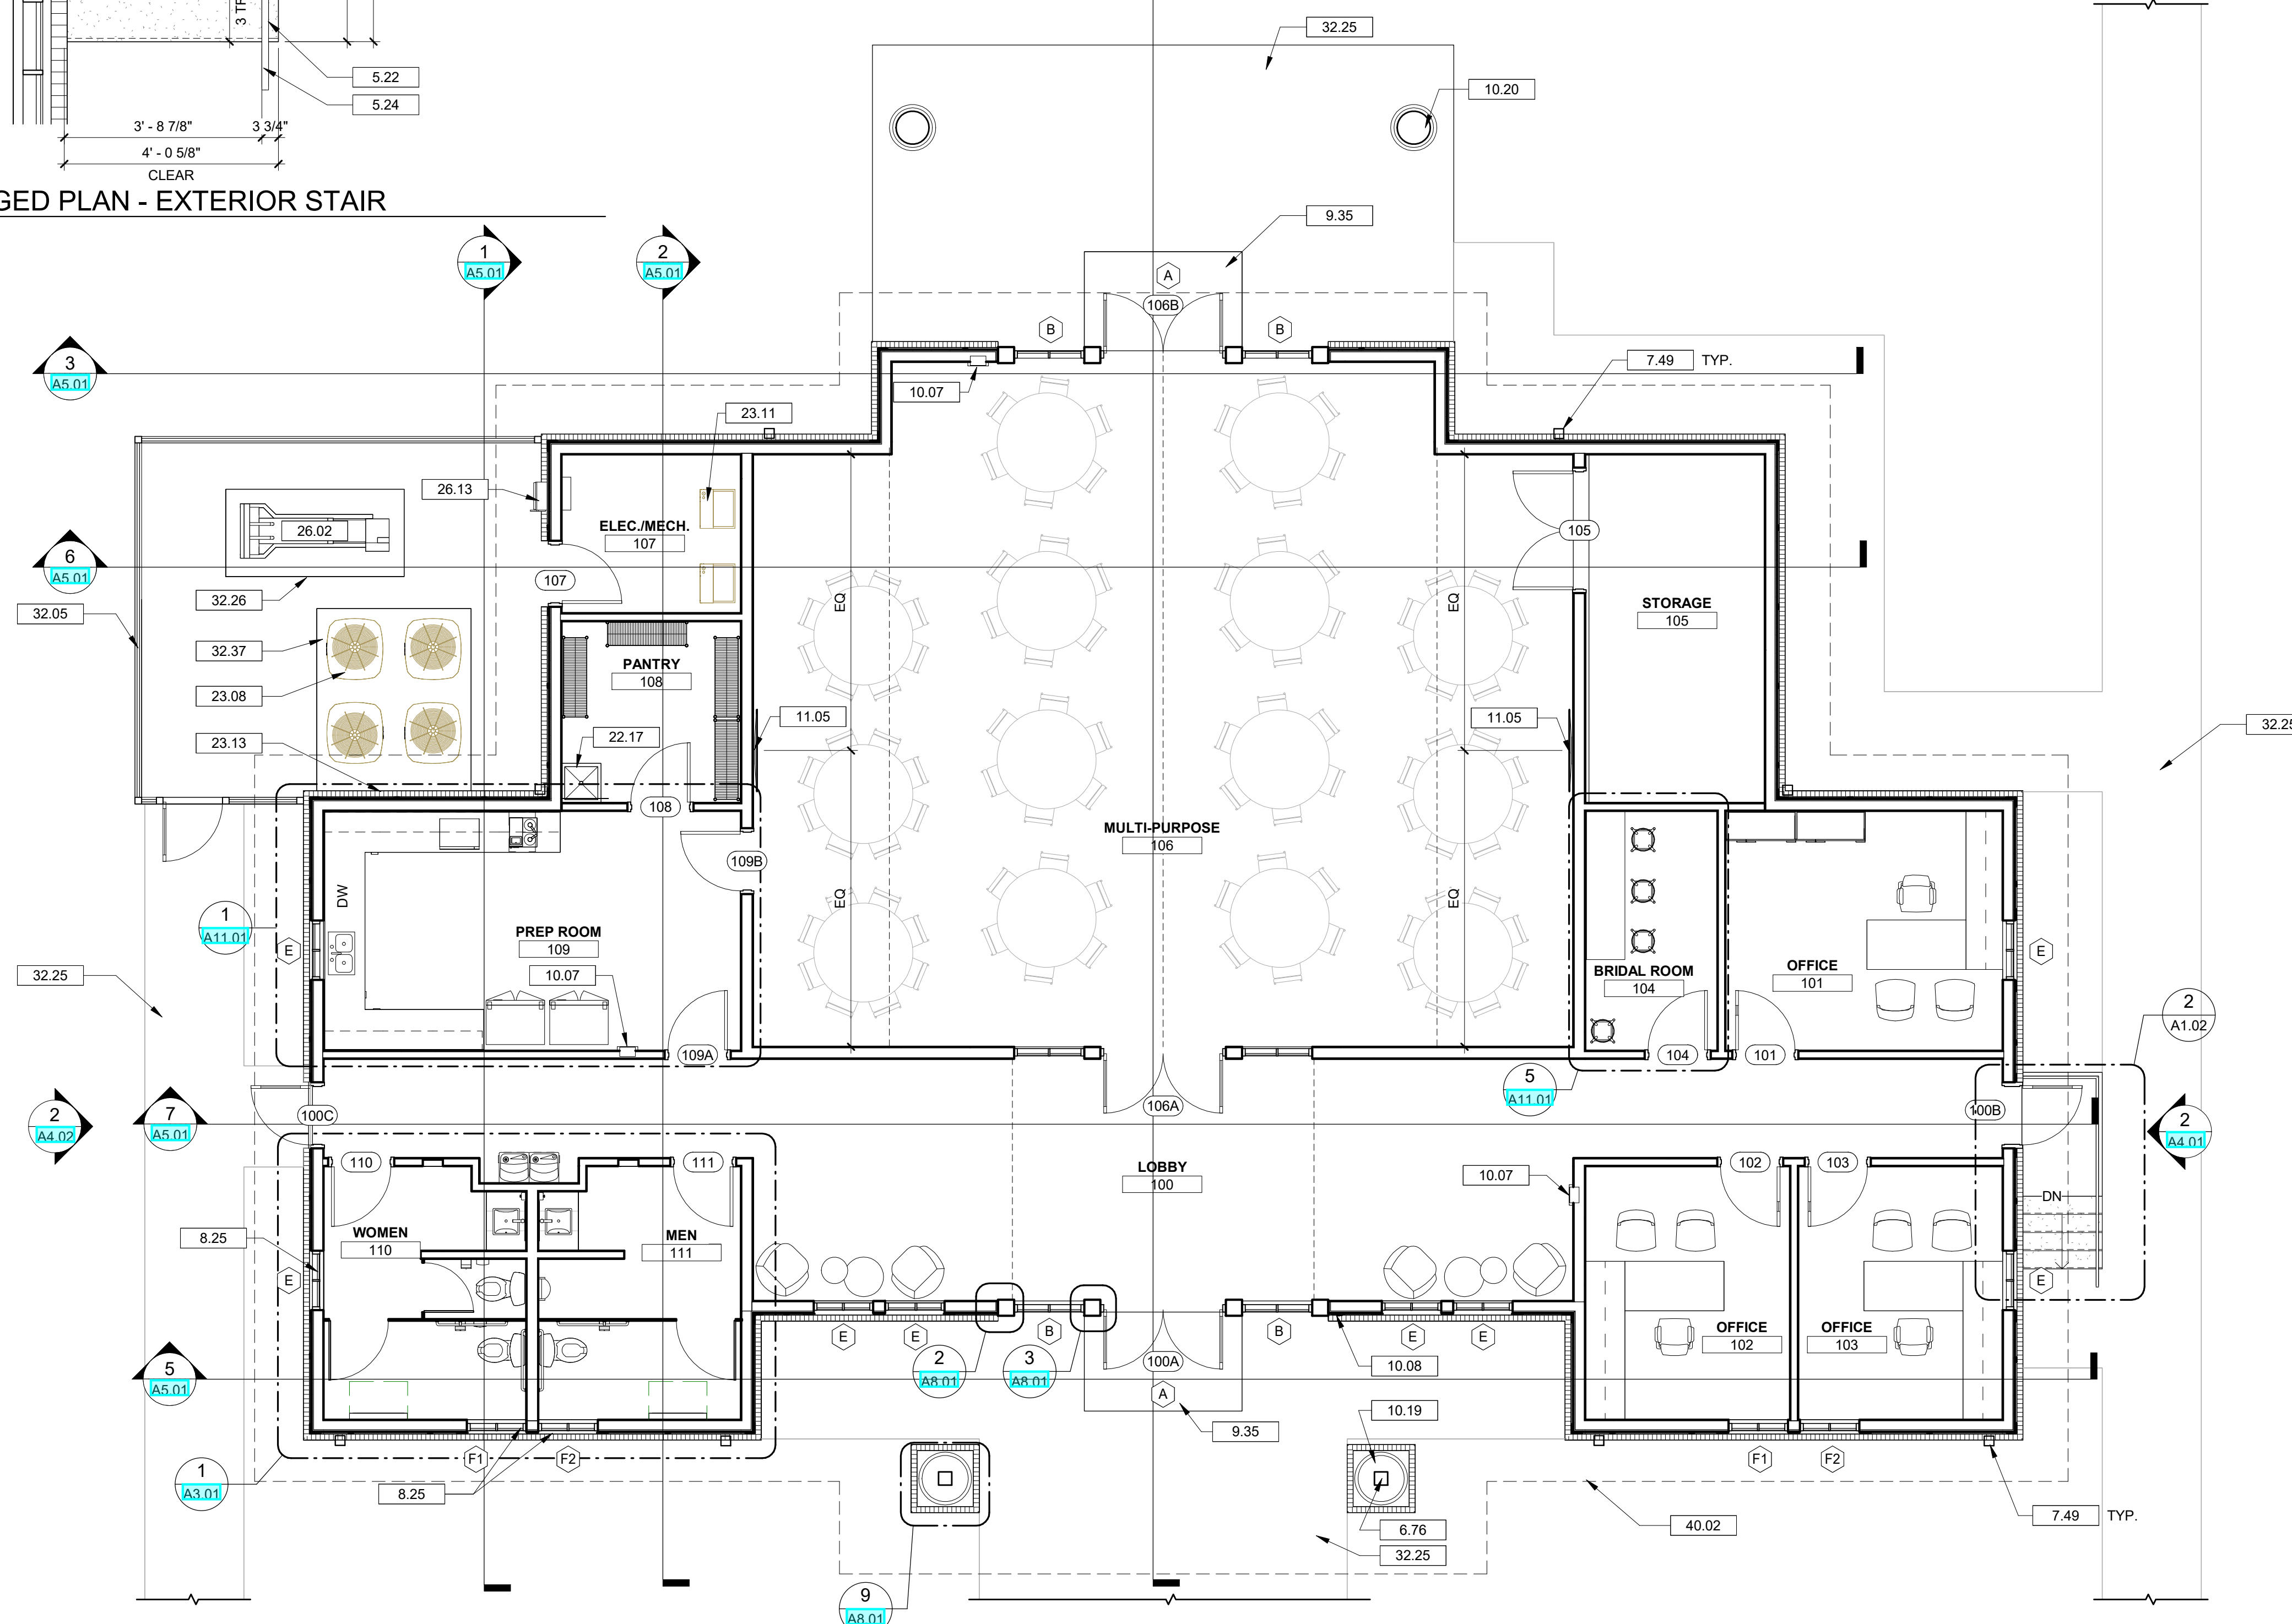 3 TR
32.25
5.22
10.20
5.24
3' - 8 7/8"
3 3/4"
4' - 0 5/8"
CLEAR
GED PLAN - EXTERIOR STAIR
9.35
1
A5.01
2
A5.01
A
106B
B
B
3
A5.01
7.49 TYP.
10.07
23.11
26.13
26.02
ELEC./MECH.
107
105
6
A5.01
107
32.26
EQ
EQ
STORAGE
105
32.05
32.37
PANTRY
108
23.08
11.05
11.05
32.25
22.17
23.13
108
MULTI-PURPOSE
106
109B
DW
EQ
EQ
1
A11.01
PREP ROOM
109
E
E
10.07
BRIDAL ROOM
104
OFFICE
101
32.25
2
A1.02
109A
104
101
5
A11.01
106A
100C
100B
2
A4.02
7
A5.01
2
A4.01
110
111
102
103
LOBBY
100
10.07
DN
8.25
WOMEN
110
MEN
111
E
E
OFFICE
102
OFFICE
103
E
E
B
B
E
E
2
A8.01
3
A8.01
100A
10.08
5
A5.01
A
10.19
9.35
F1
F2
F1
F2
1
A3.01
8.25
6.76
40.02
7.49 TYP.
32.25
9
A8.01